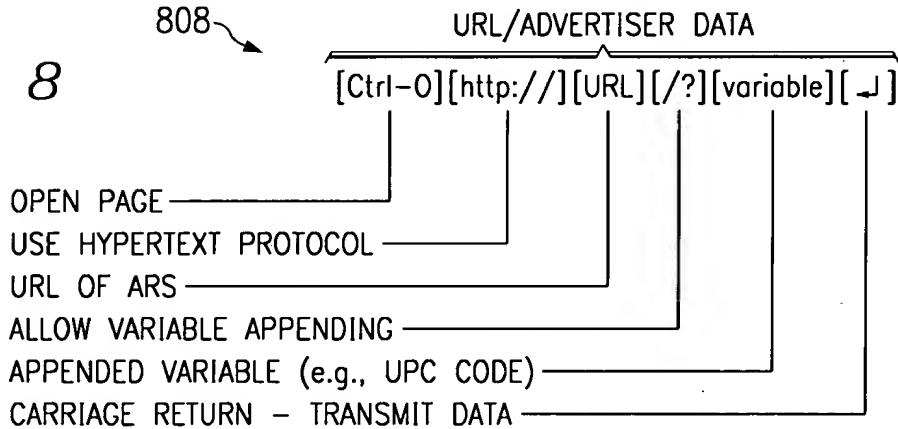 808
URL/ADVERTISER DATA
8
[Ctrl-O][http://][URL][/?][variable][↵]
OPEN PAGE
USE HYPERTEXT PROTOCOL
URL OF ARS
ALLOW VARIABLE APPENDING
APPENDED VARIABLE (e.g., UPC CODE)
CARRIAGE RETURN - TRANSMIT DATA